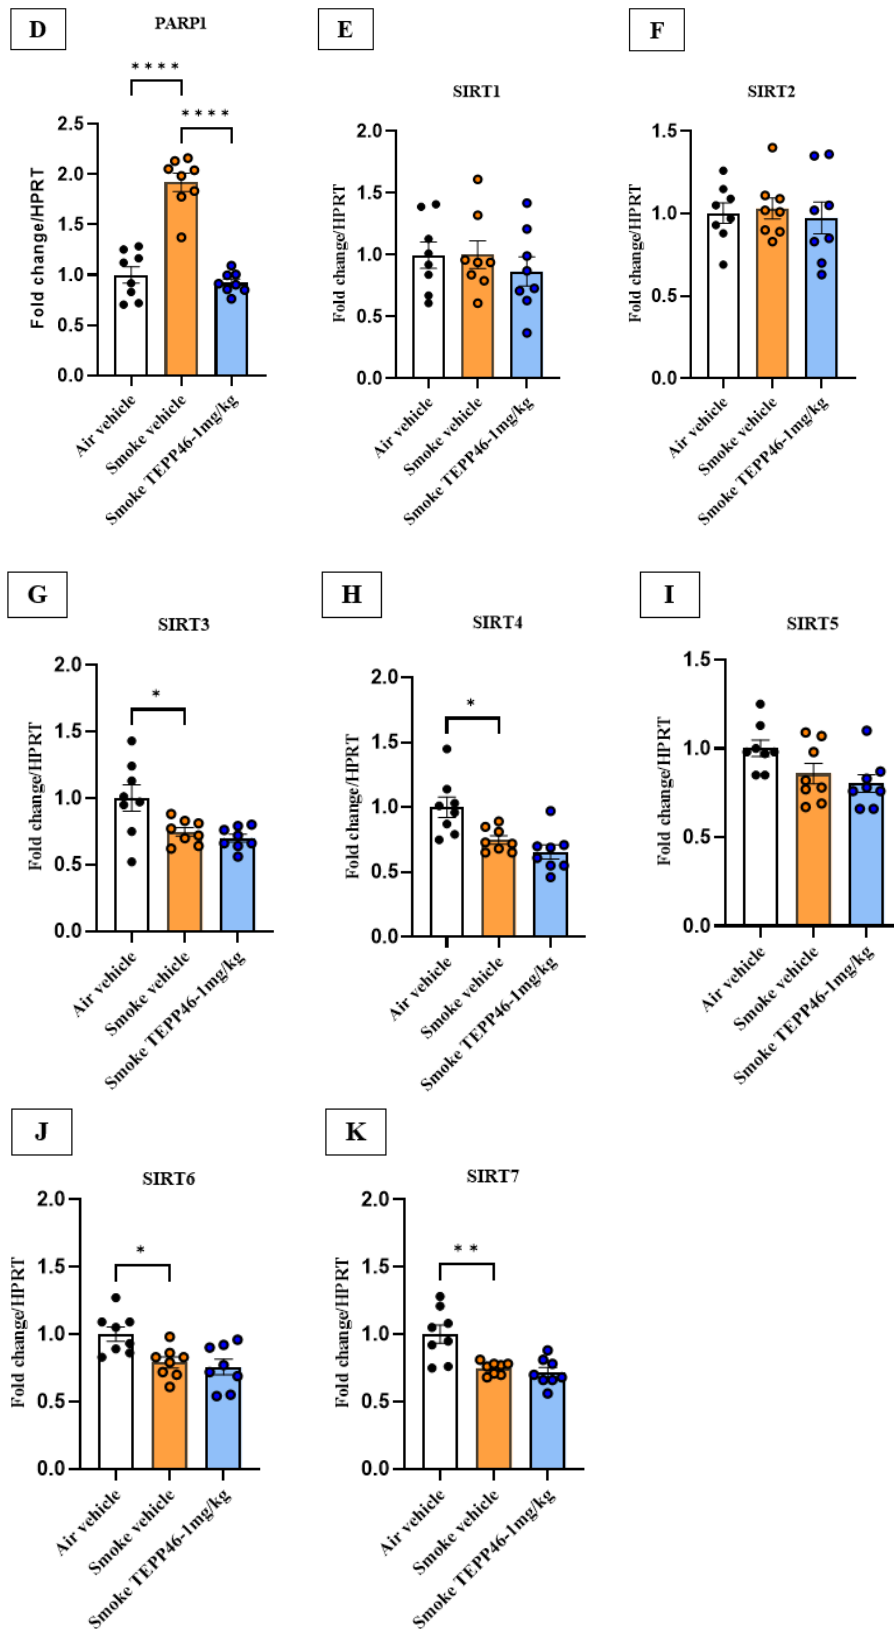 D
PARP1
****
****
Fold change/HPRT
2.5
2.0
1.5
1.0
0.5
0.0
Air vehicle
Smoke vehicle
Smoke TEPP46-1mg/kg
E
SIRT1
Fold change/HPRT
2.0
1.5
1.0
0.5
0.0
Air vehicle
Smoke vehicle
Smoke TEPP46-1mg/kg
F
SIRT2
Fold change/HPRT
1.5
1.0
0.5
0.0
Air vehicle
Smoke vehicle
Smoke TEPP46-1mg/kg
G
SIRT3
*
Fold change/HPRT
2.0
1.5
1.0
0.5
0.0
Air vehicle
Smoke vehicle
Smoke TEPP46-1mg/kg
H
SIRT4
*
Fold change/HPRT
2.0
1.5
1.0
0.5
0.0
Air vehicle
Smoke vehicle
Smoke TEPP46-1mg/kg
I
SIRT5
Fold change/HPRT
1.5
1.0
0.5
0.0
Air vehicle
Smoke vehicle
Smoke TEPP46-1mg/kg
J
SIRT6
*
Fold change/HPRT
2.0
1.5
1.0
0.5
0.0
Air vehicle
Smoke vehicle
Smoke TEPP46-1mg/kg
K
SIRT7
**
Fold change/HPRT
2.0
1.5
1.0
0.5
0.0
Air vehicle
Smoke vehicle
Smoke TEPP46-1mg/kg